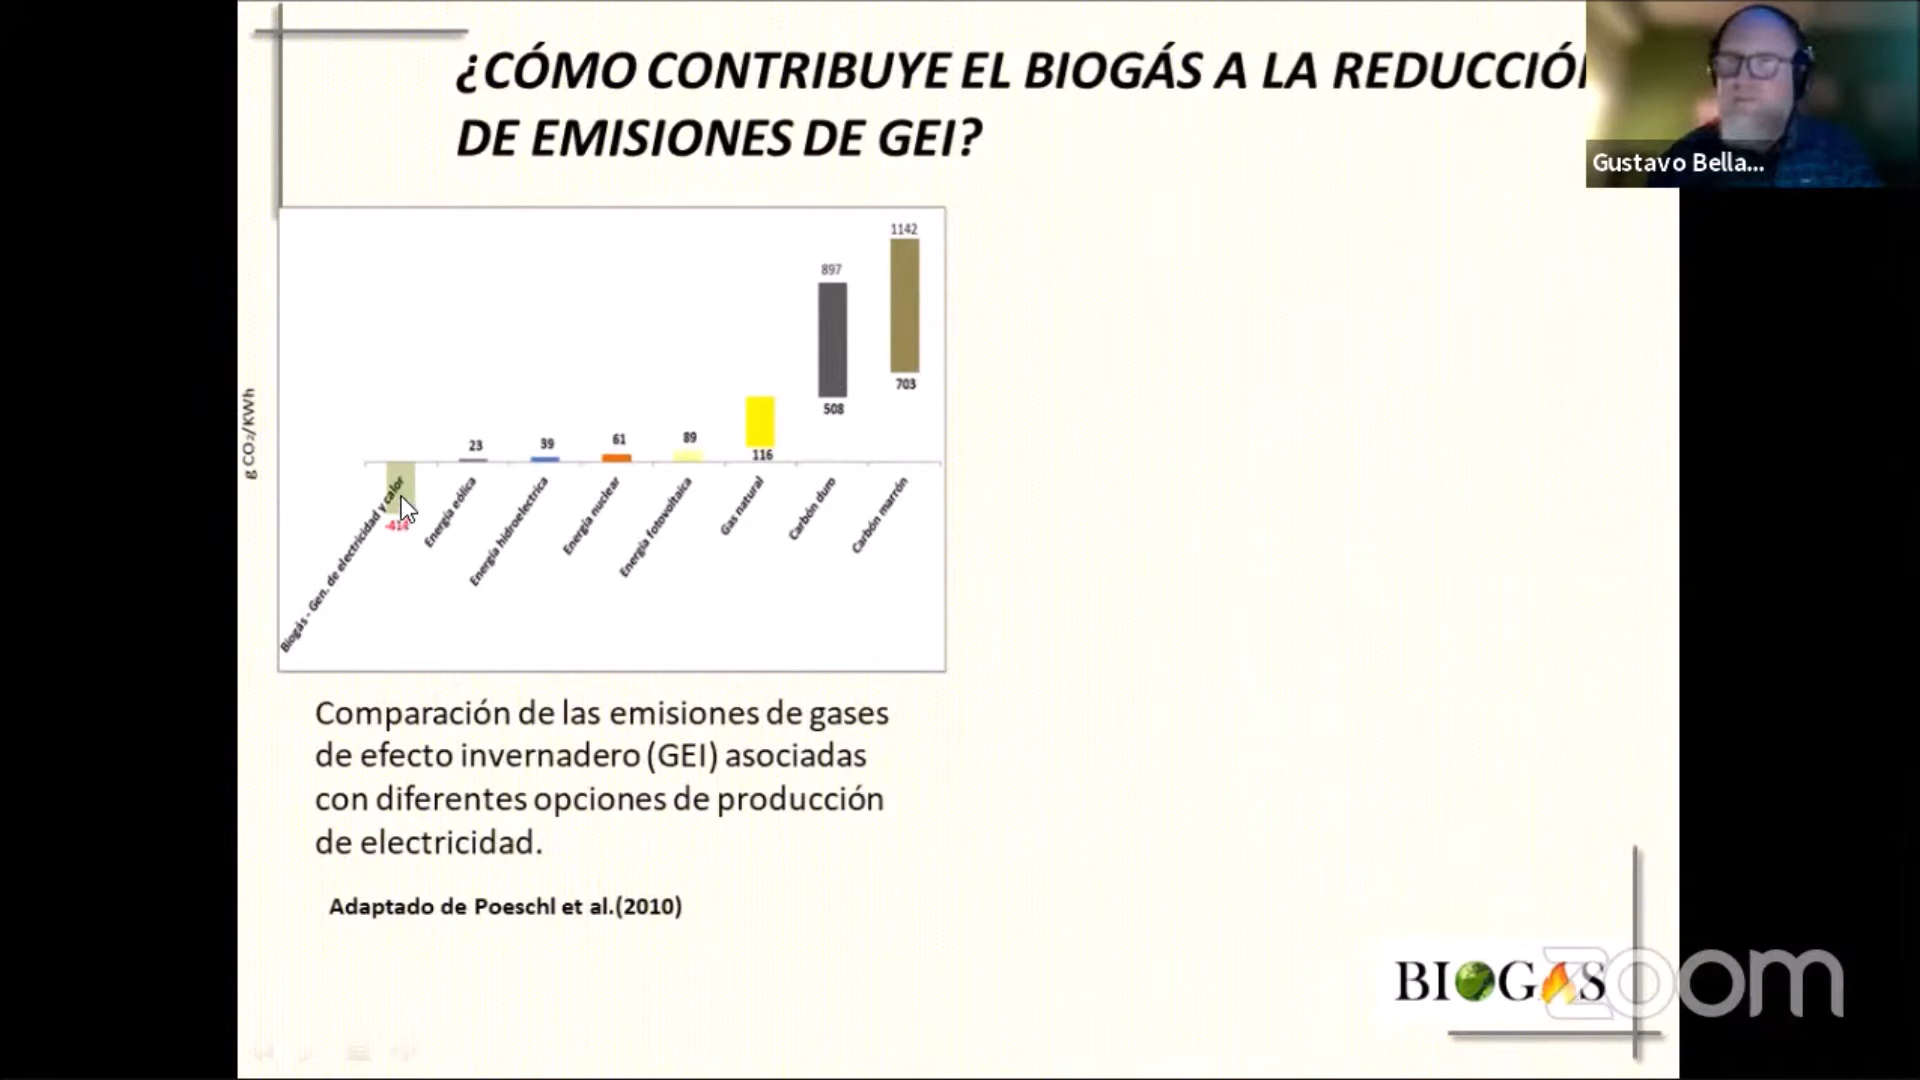 ¿CÓMO CONTRIBUYE EL BIOGÁS A LA REDUCCIÓN
DE EMISIONES DE GEI?
Gustavo Bella...
g CO₂/KWh
1142
897
703
508
23
39
61
89
116
Biogás - Gen. de electricidad y calor
Energía eólica
Energía hidroelectrica
Energía nuclear
Energía fotovoltaica
Gas natural
Carbón duro
Carbón marrón
Comparación de las emisiones de gases
de efecto invernadero (GEI) asociadas
con diferentes opciones de producción
de electricidad.
Adaptado de Poeschl et al.(2010)
BIOGAS
zoom